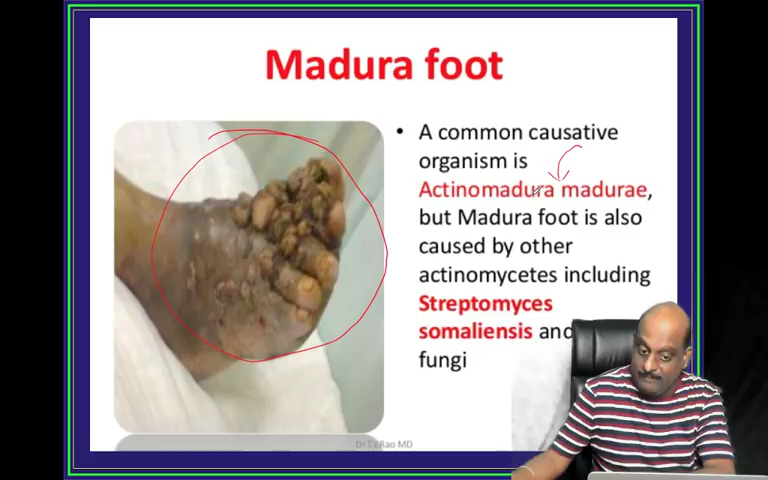 Madura foot
• A common causative
organism is
Actinomadura madurae,
but Madura foot is also
caused by other
actinomycetes including
Streptomyces
somaliensis and
fungi
Dr.T.V.Rao MD